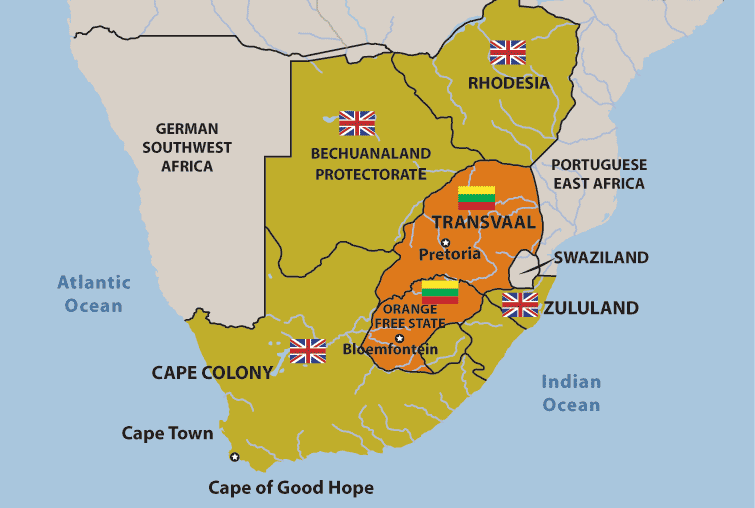 RHODESIA
GERMAN
SOUTHWEST
AFRICA
BECHUANALAND
PROTECTORATE
PORTUGUESE
EAST AFRICA
TRANSVAAL
Pretoria
SWAZILAND
Atlantic
Ocean
ORANGE
FREE STATE
ZULULAND
Bloemfontein
CAPE COLONY
Indian
Ocean
Cape Town
Cape of Good Hope